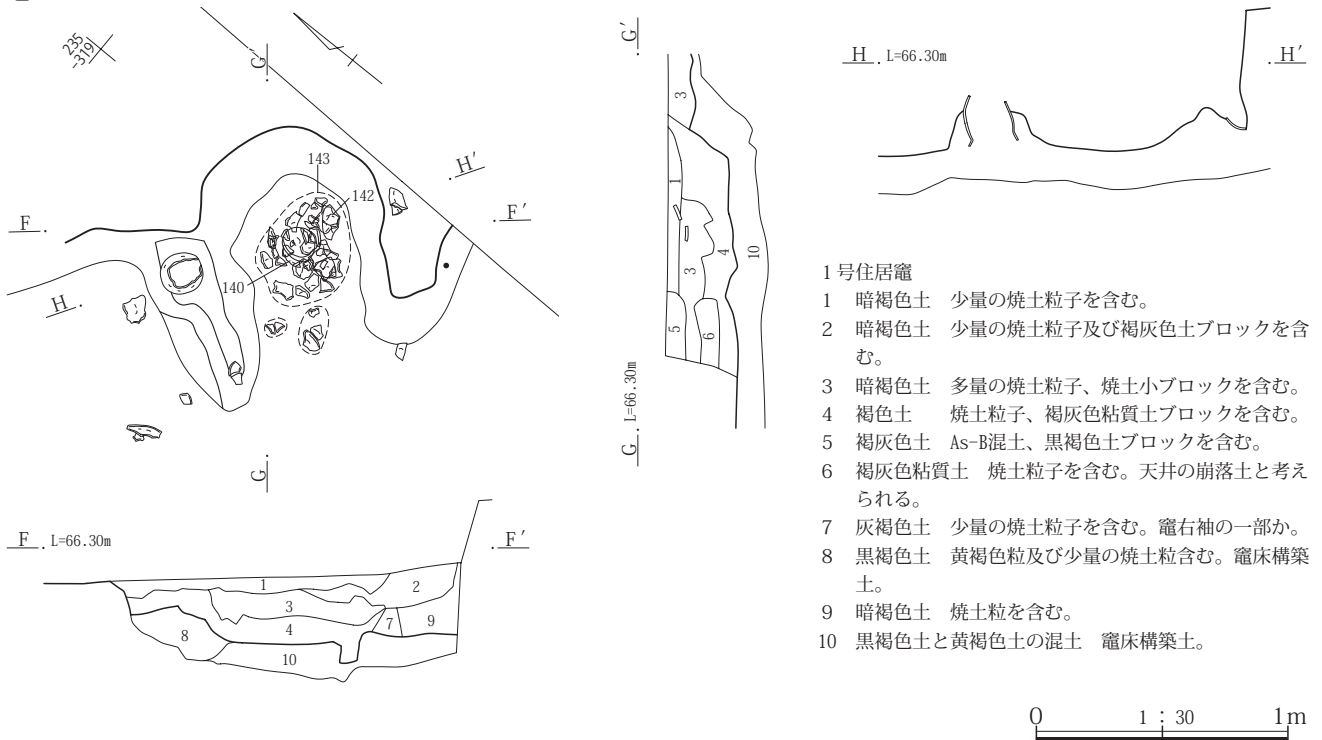 235
-319
G
G′
143
142
H′
F
F′
140
H
G
F
L=66.30m
F′
1
2
3
4
7
9
8
10
G′
3
1
3
4
10
5
6
G
L=66.30m
H
L=66.30m
H′
1号住居竈
1　暗褐色土　少量の焼土粒子を含む。
2　暗褐色土　少量の焼土粒子及び褐灰色土ブロックを含
む。
3　暗褐色土　多量の焼土粒子、焼土小ブロックを含む。
4　褐色土　　焼土粒子、褐灰色粘質土ブロックを含む。
5　褐灰色土　As-B混土、黒褐色土ブロックを含む。
6　褐灰色粘質土　焼土粒子を含む。天井の崩落土と考え
られる。
7　灰褐色土　少量の焼土粒子を含む。竈右袖の一部か。
8　黒褐色土　黄褐色粒及び少量の焼土粒含む。竈床構築
土。
9　暗褐色土　焼土粒を含む。
10　黒褐色土と黄褐色土の混土　竈床構築土。
0
1：30
1m